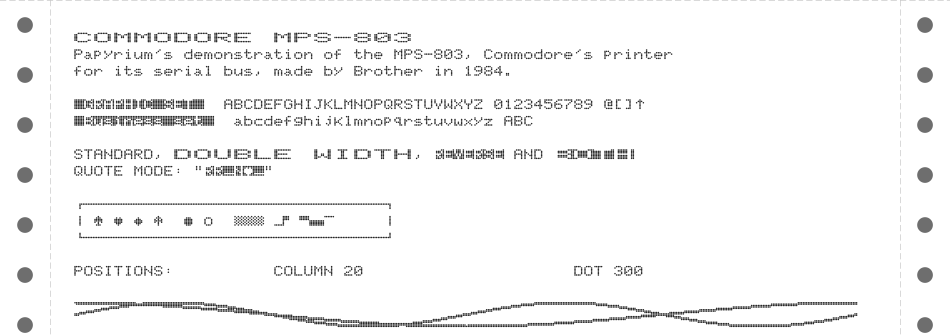 COMMODORE MPS-803
Papyrium's demonstration of the MPS-803, Commodore's printer
for its serial bus, made by Brother in 1984.
ABCDEFGHIJKLMNOPQRSTUVWXYZ 0123456789 @[]↑
abcdefghijklmnopqrstuvwxyz ABC
STANDARD, DOUBLE WIDTH, AND
QUOTE MODE: " "
POSITIONS: COLUMN 20 DOT 300